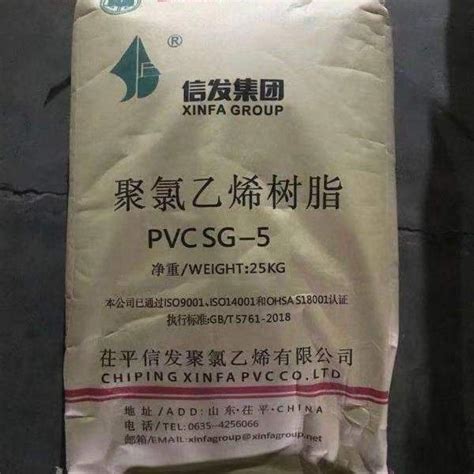 ®
信发集团
XINFA GROUP
聚氯乙烯树脂
PVC SG-5
净重/WEIGHT:25KG
本公司已通过ISO9001、ISO14001和OHSAS18001认证
执行标准:GB/T 5761-2018
茌平信发聚氯乙烯有限公司
CHIPING XINFA PVC CO.LTD
地址/ADD:山东·茌平·CHINA
电话/TEL:0635-4256066
邮箱/EMAIL:xinfagroup@xinfagroup.net